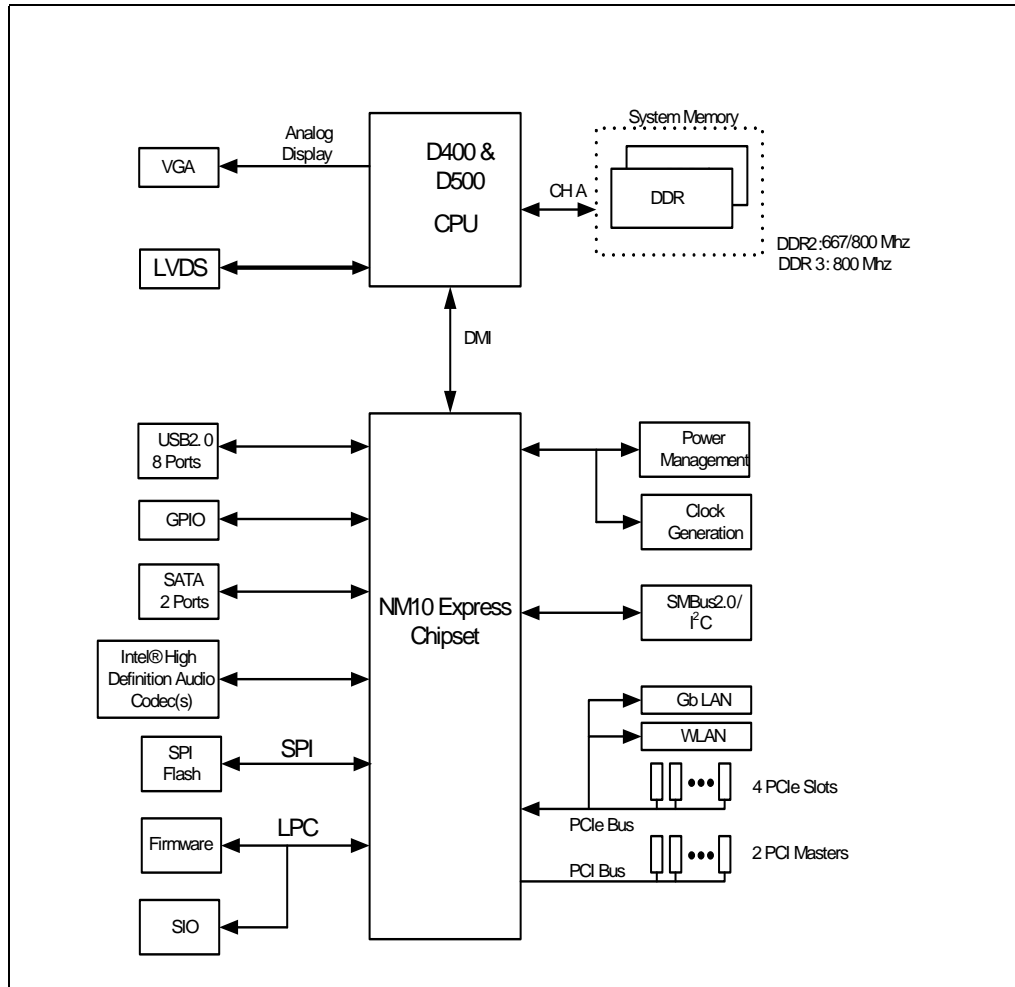 System Memory
Analog
Display
VGA
D400 &
D500
CPU
CH A
DDR
LVDS
DDR2:667/800 Mhz
DDR 3: 800 Mhz
DMI
USB2.0
8 Ports
Power
Management
GPIO
Clock
Generation
SATA
2 Ports
NM10 Express
Chipset
SMBus2.0/
I²C
Intel® High
Definition Audio
Codec(s)
Gb LAN
WLAN
SPI
Flash
SPI
4 PCIe Slots
PCIe Bus
Firmware
LPC
2 PCI Masters
PCI Bus
SIO